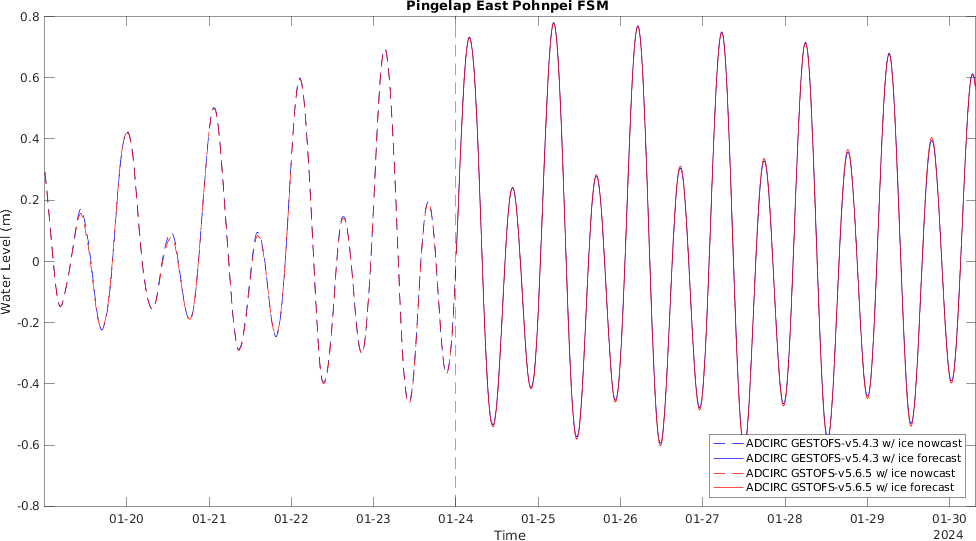 Pingelap East Pohnpei FSM
0.8
0.6
0.4
0.2
0
-0.2
-0.4
-0.6
-0.8
Water Level (m)
ADCIRC GESTOFS-v5.4.3 w/ ice nowcast
ADCIRC GESTOFS-v5.4.3 w/ ice forecast
ADCIRC GSTOFS-v5.6.5 w/ ice nowcast
ADCIRC GSTOFS-v5.6.5 w/ ice forecast
01-20 01-21 01-22 01-23 01-24 01-25 01-26 01-27 01-28 01-29 01-30
Time
2024